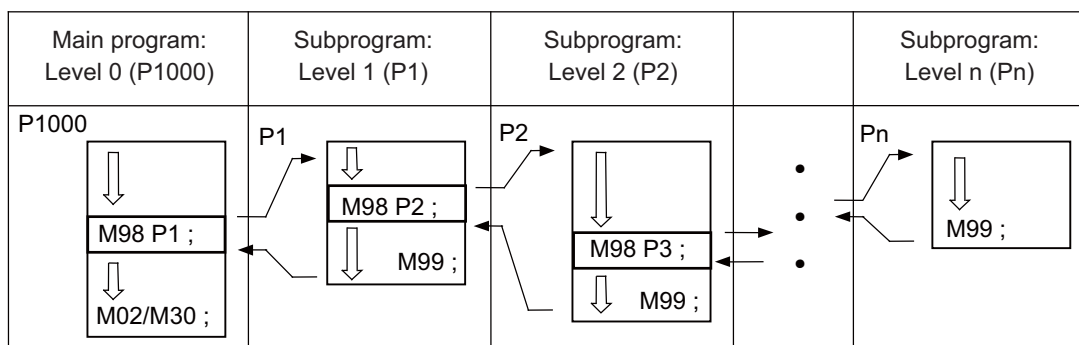 Main program:
Level 0 (P1000)
Subprogram:
Level 1 (P1)
Subprogram:
Level 2 (P2)
Subprogram:
Level n (Pn)
P1000
M98 P1 ;
M02/M30 ;
P1
M98 P2 ;
M99 ;
P2
M98 P3 ;
M99 ;
Pn
M99 ;